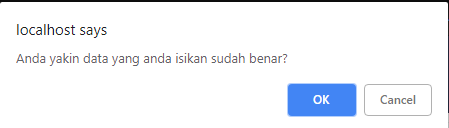 localhost says
Anda yakin data yang anda isikan sudah benar?
OK
Cancel